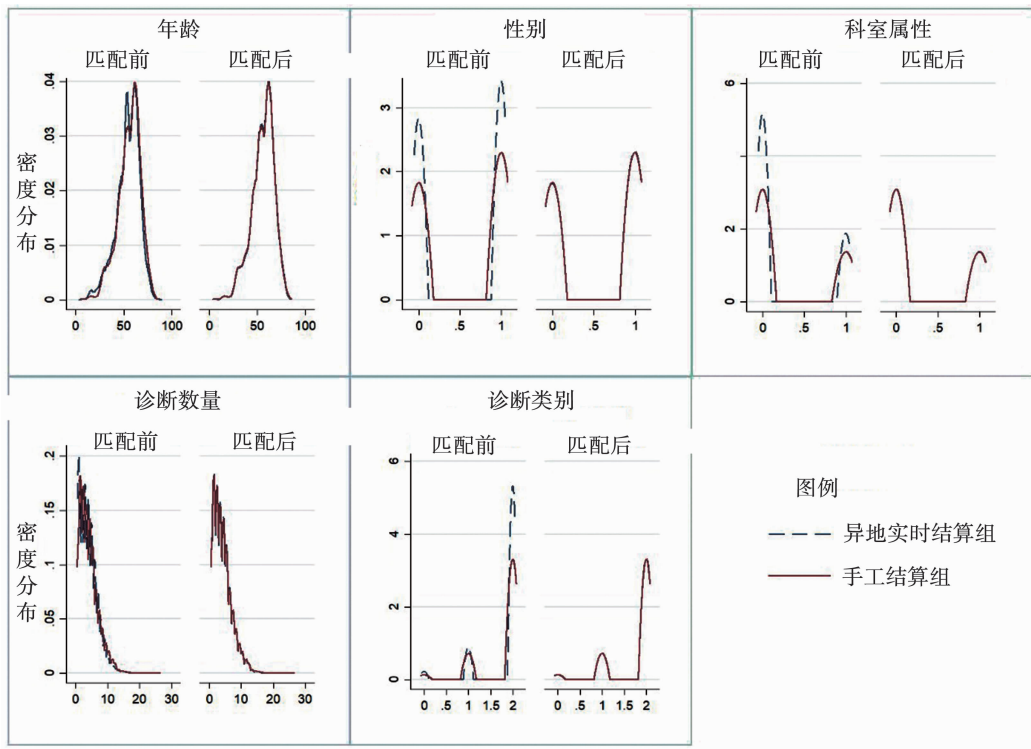 年龄
匹配前
匹配后
密度分布
.04
.03
.02
.01
0
0 50 100
0 50 100
性别
匹配前
匹配后
3
2
1
0
0 .5 1
0 .5 1
科室属性
匹配前
匹配后
6
4
2
0
0 .5 1
0 .5 1
诊断数量
匹配前
匹配后
密度分布
.2
.15
.1
.05
0
0 10 20 30
0 10 20 30
诊断类别
匹配前
匹配后
6
4
2
0
0 .5 1 1.5 2
0 .5 1 1.5 2
图例
异地实时结算组
手工结算组